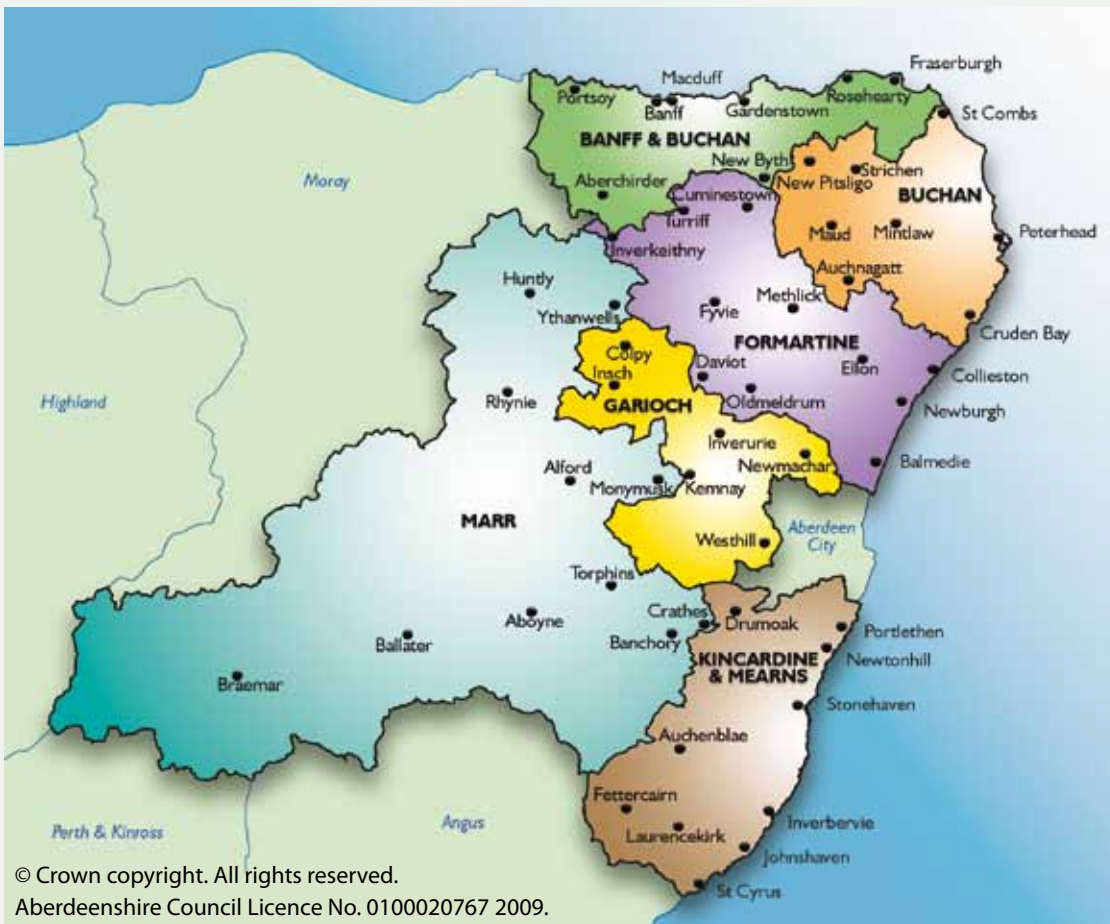 Fraserburgh
Macduff
Portsoy
Banff
Gardenstown
Rosehearty
St Combs
BANFF & BUCHAN
New Byth
Strichen
New Pitsligo
Moray
Aberchirder
Cuminestown
BUCHAN
Turriff
Maud
Mintlaw
Peterhead
Inverkeithny
Auchnagatt
Huntly
Methlick
Ythanwells
Fyvie
Cruden Bay
FORMARTINE
Colpy
Daviot
Ellon
Collieston
Insch
Highland
Rhynie
GARIOCH
Oldmeldrum
Newburgh
Inverurie
Newmachar
Balmedie
Alford
Monymusk
Kemnay
MARR
Westhill
Aberdeen
City
Torphins
Crathes
Aboyne
Drumoak
Portlethen
Ballater
Banchory
KINCARDINE
& MEARNS
Newtonhill
Braemar
Stonehaven
Auchenblae
Fettercairn
Inverbervie
Perth & Kinross
Angus
Laurencekirk
Johnshaven
St Cyrus
© Crown copyright. All rights reserved.
Aberdeenshire Council Licence No. 0100020767 2009.